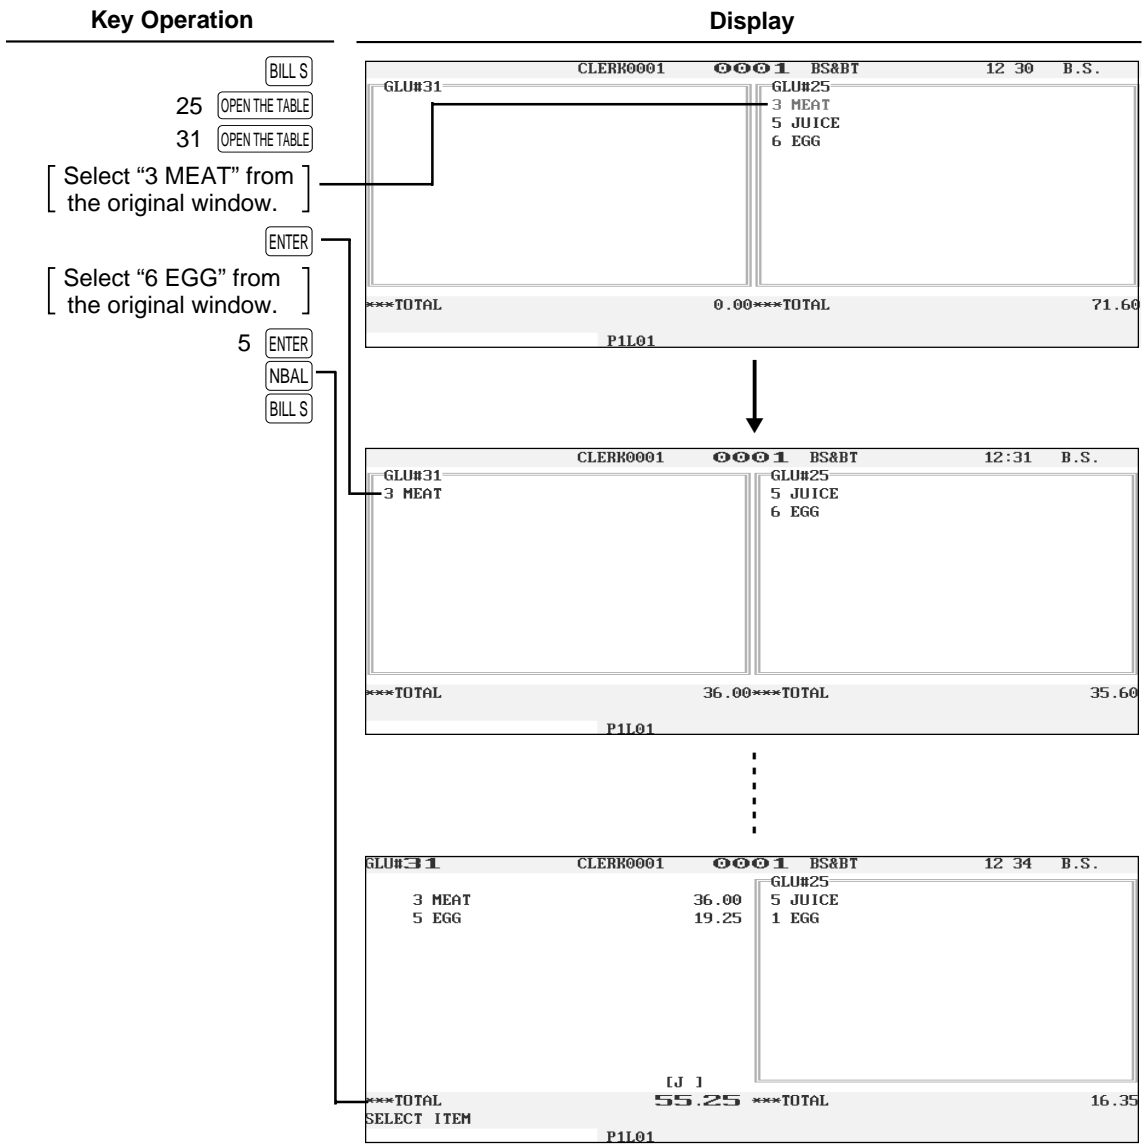 Key Operation
Display
BILL S
25 OPEN THE TABLE
31 OPEN THE TABLE
Select “3 MEAT” from
the original window.
ENTER
Select “6 EGG” from
the original window.
5 ENTER
NBAL
BILL S
CLERK0001 0001 BS&BT 12 30 B.S.
GLU#31 GLU#25
3 MEAT
5 JUICE
6 EGG
***TOTAL 0.00***TOTAL 71.60
P1L01
CLERK0001 0001 BS&BT 12:31 B.S.
GLU#31 GLU#25
3 MEAT 5 JUICE
6 EGG
***TOTAL 36.00***TOTAL 35.60
P1L01
GLU#31 CLERK0001 0001 BS&BT 12 34 B.S.
GLU#25
3 MEAT 36.00 5 JUICE
5 EGG 19.25 1 EGG
[J ]
***TOTAL 55.25 ***TOTAL 16.35
SELECT ITEM
P1L01